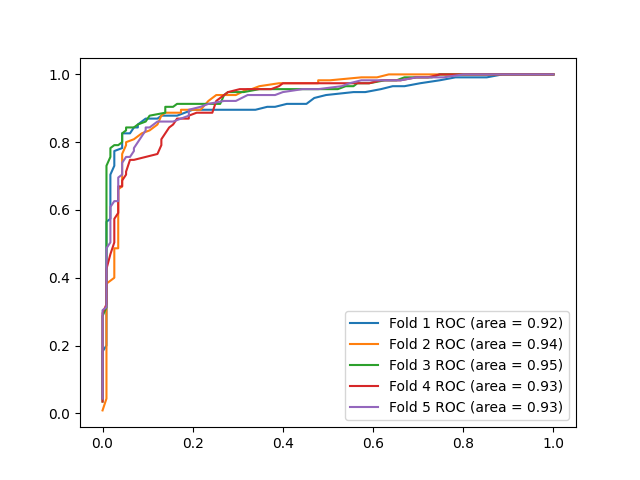 1.0
0.8
0.6
0.4
0.2
0.0
0.0 0.2 0.4 0.6 0.8 1.0
Fold 1 ROC (area = 0.92)
Fold 2 ROC (area = 0.94)
Fold 3 ROC (area = 0.95)
Fold 4 ROC (area = 0.93)
Fold 5 ROC (area = 0.93)